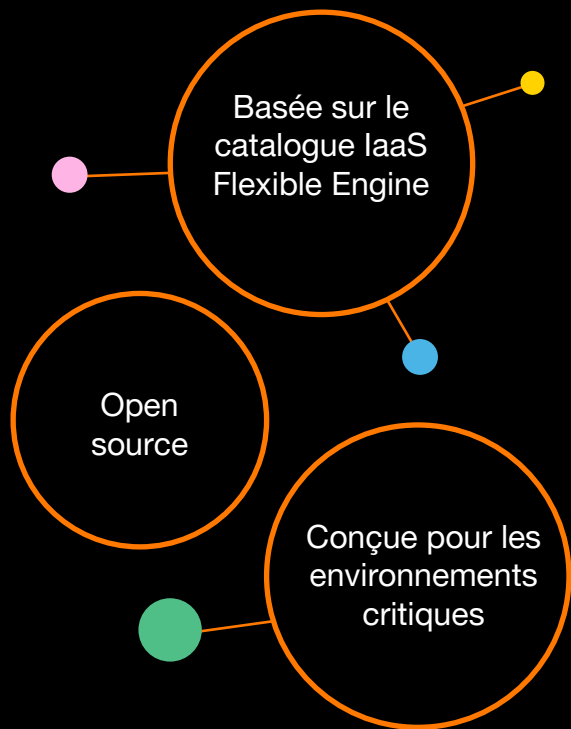 Basée sur le
catalogue IaaS
Flexible Engine
Open
source
Conçue pour les
environnements
critiques